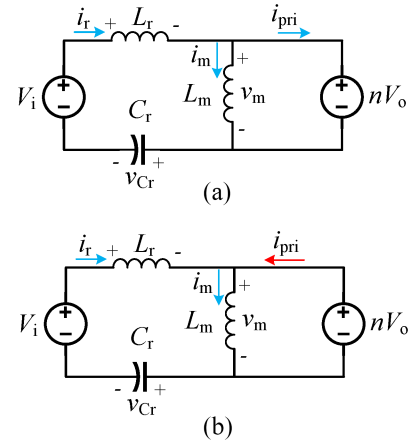 i_r + L_r - i_pri
i_m +
V_i + - C_r L_m v_m + - nV_o
- + -
v_Cr
(a)
i_r + L_r - i_pri
i_m +
V_i + - C_r L_m v_m + - nV_o
- + -
v_Cr
(b)